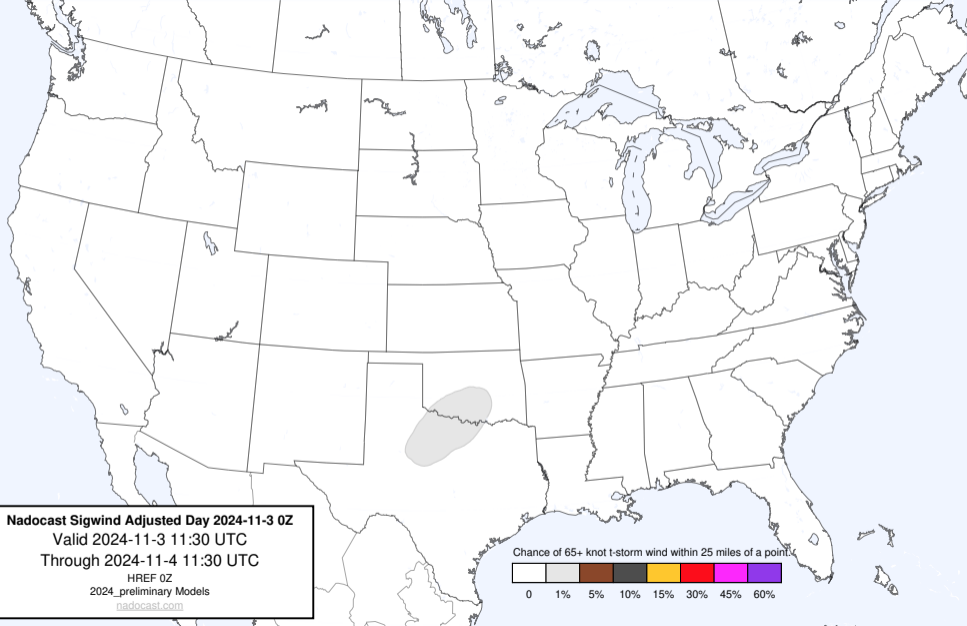 Nadocast Sigwind Adjusted Day 2024-11-3 0Z
Valid 2024-11-3 11:30 UTC
Through 2024-11-4 11:30 UTC
HREF 0Z
2024_preliminary Models
nadocast.com
Chance of 65+ knot t-storm wind within 25 miles of a point.
0 1% 5% 10% 15% 30% 45% 60%